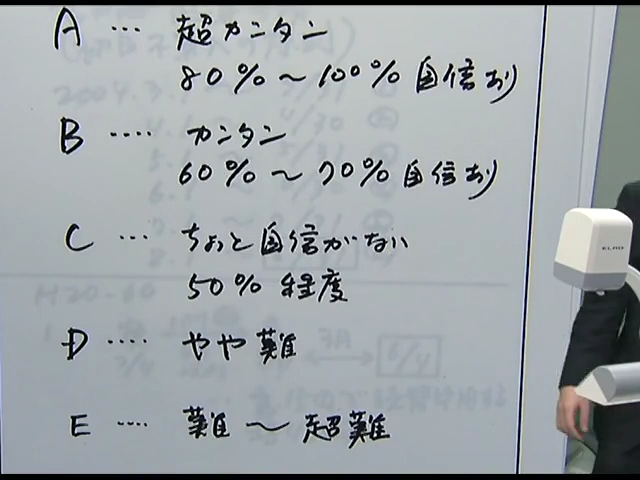 A … 超カンタン
80%～100% 自信あり
B …. カンタン
60%～70% 自信あり
C … ちょっと自信がない
50% 程度
D …. やや難
E …. 難～超難
ELMO